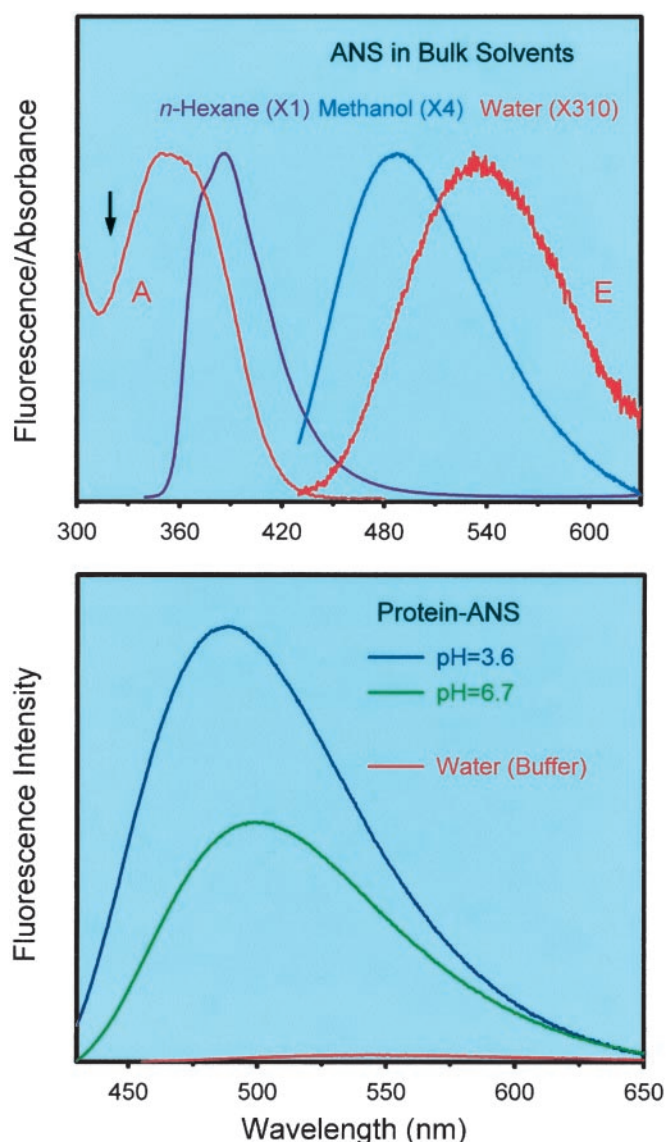 ANS in Bulk Solvents
n-Hexane (X1) Methanol (X4) Water (X310)
A
E
Fluorescence/Absorbance
300 360 420 480 540 600
Protein-ANS
pH=3.6
pH=6.7
Water (Buffer)
Fluorescence Intensity
450 500 550 600 650
Wavelength (nm)